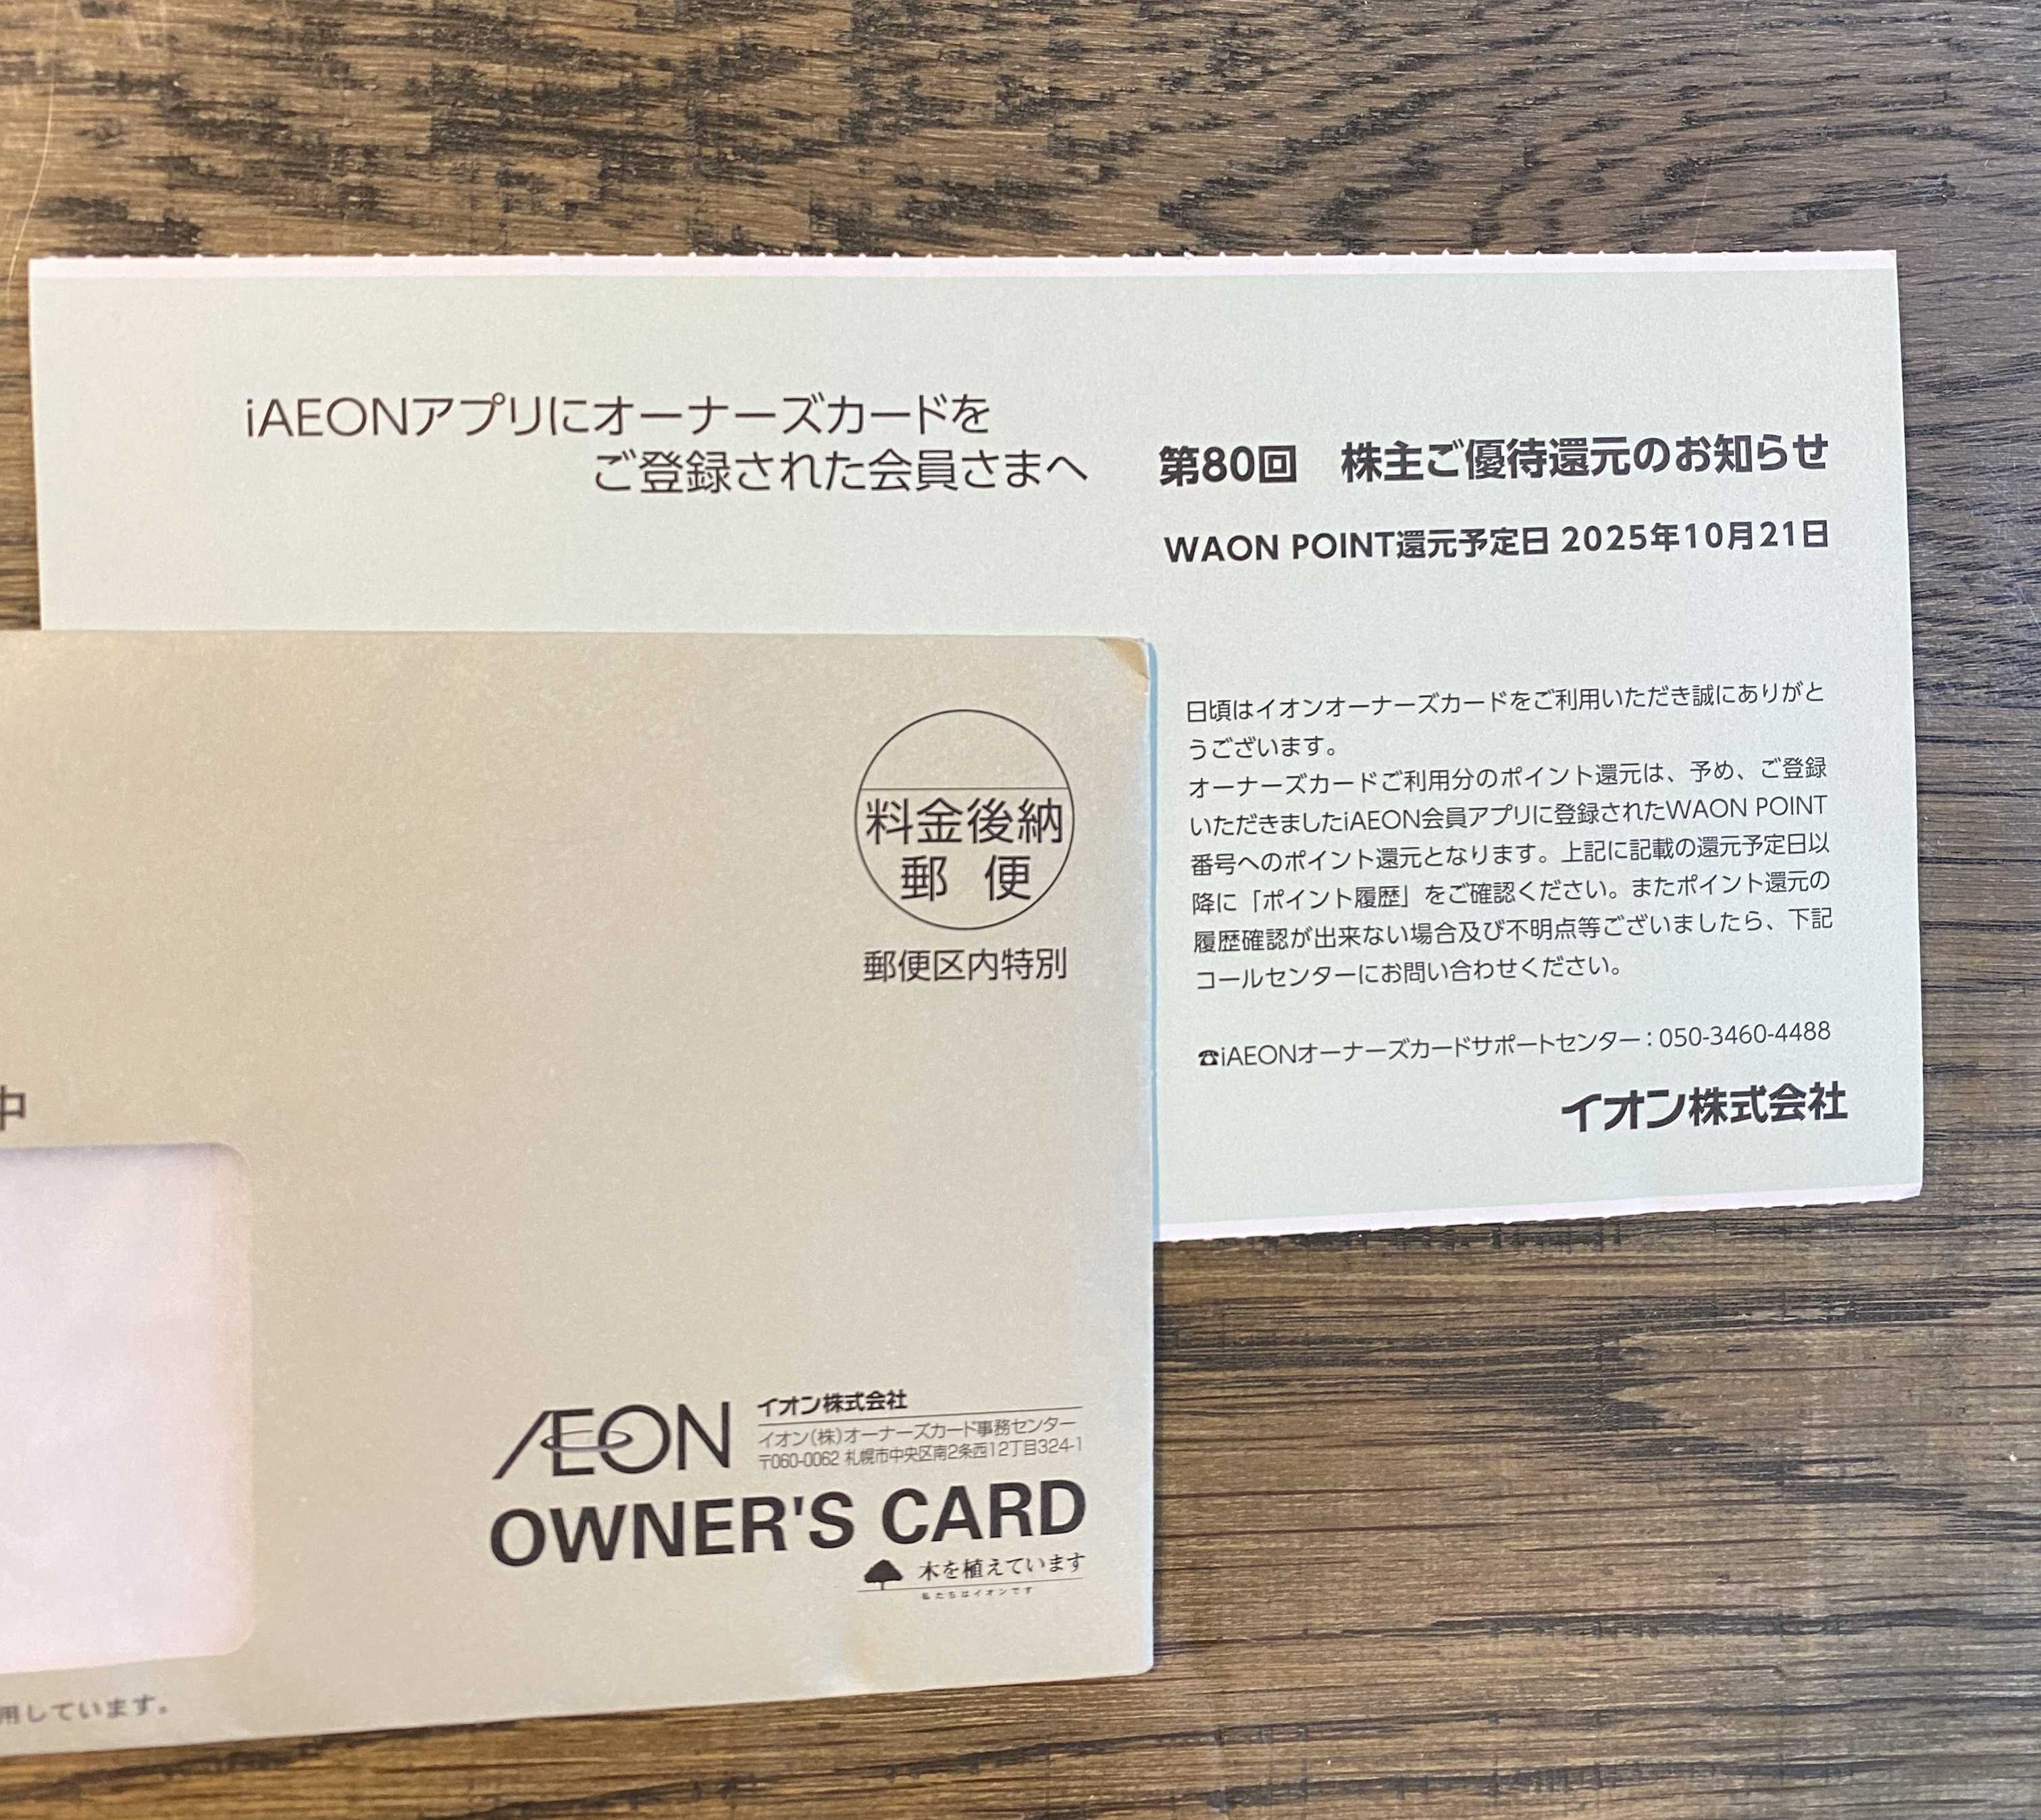 iAEONアプリにオーナーズカードを
ご登録された会員さまへ
第80回 株主ご優待還元のお知らせ
WAON POINT還元予定日 2025年10月21日
日頃はイオンオーナーズカードをご利用いただき誠にありがと
うございます。
オーナーズカードご利用分のポイント還元は、予め、ご登録
いただきましたiAEON会員アプリに登録されたWAON POINT
番号へのポイント還元となります。上記に記載の還元予定日以
降に「ポイント履歴」をご確認ください。またポイント還元の
履歴確認が出来ない場合及び不明点等ございましたら、下記
コールセンターにお問い合わせください。
☎iAEONオーナーズカードサポートセンター：050-3460-4488
イオン株式会社
料金後納
郵便
郵便区内特別
中
AEON
イオン株式会社
イオン(株)オーナーズカード事務センター
〒060-0062 札幌市中央区南2条西12丁目324-1
OWNER'S CARD
木を植えています
私たちはイオンです
用しています。